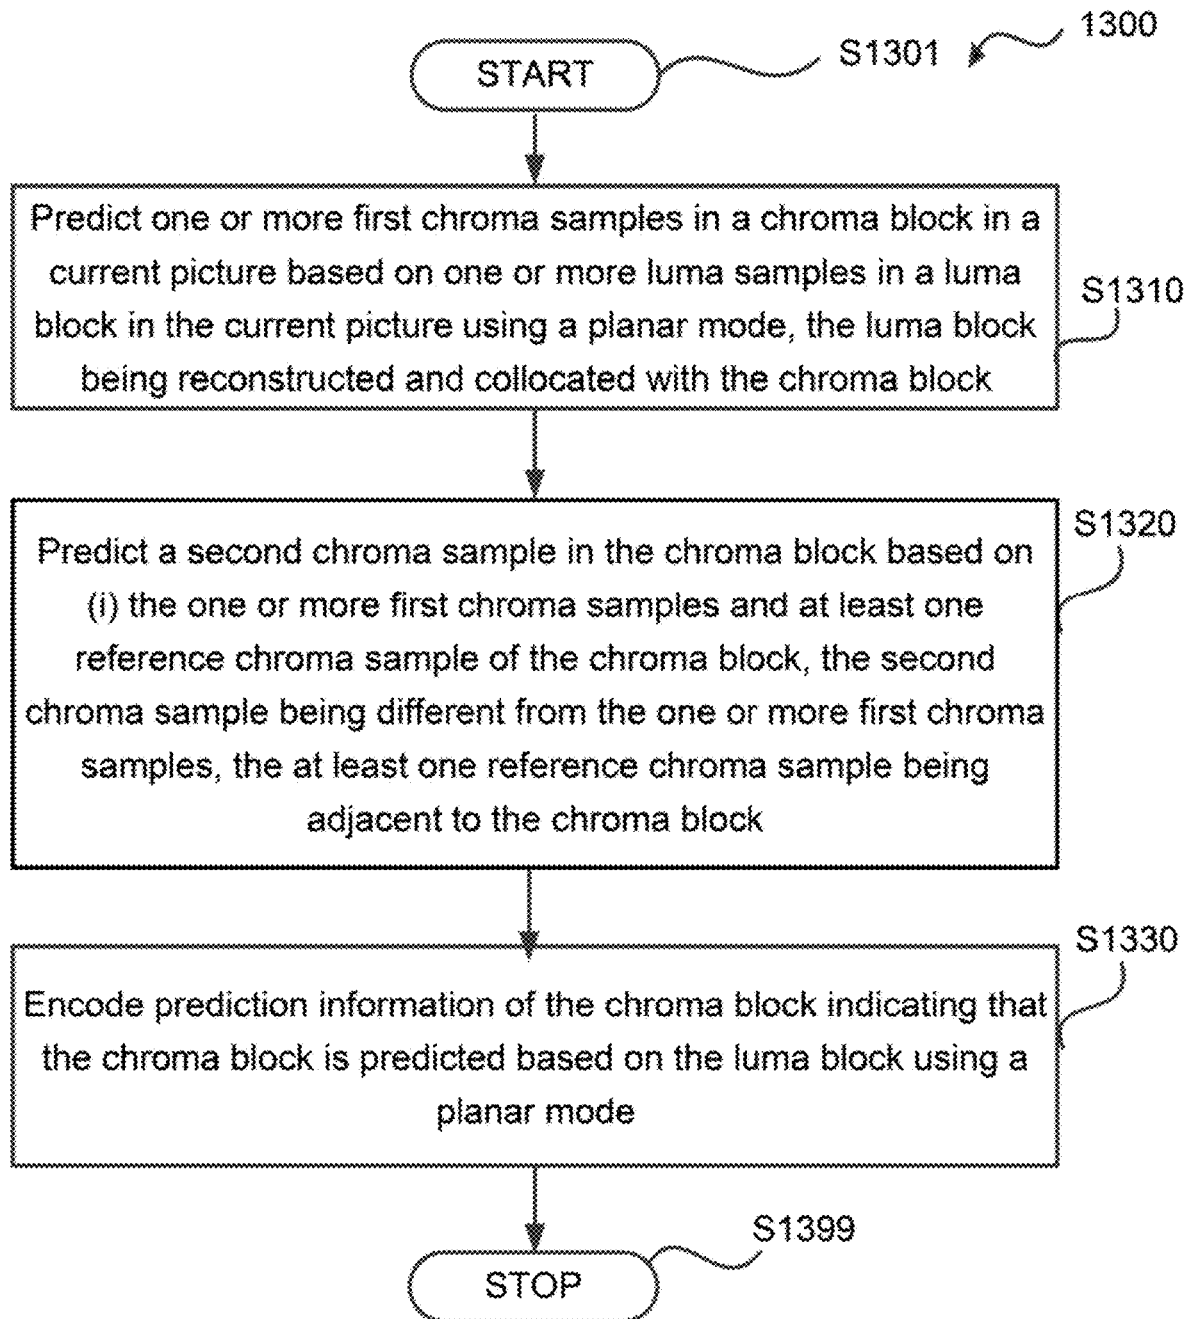 1300
START
S1301
Predict one or more first chroma samples in a chroma block in a
current picture based on one or more luma samples in a luma
block in the current picture using a planar mode, the luma block
being reconstructed and collocated with the chroma block
S1310
Predict a second chroma sample in the chroma block based on
(i) the one or more first chroma samples and at least one
reference chroma sample of the chroma block, the second
chroma sample being different from the one or more first chroma
samples, the at least one reference chroma sample being
adjacent to the chroma block
S1320
Encode prediction information of the chroma block indicating that
the chroma block is predicted based on the luma block using a
planar mode
S1330
STOP
S1399